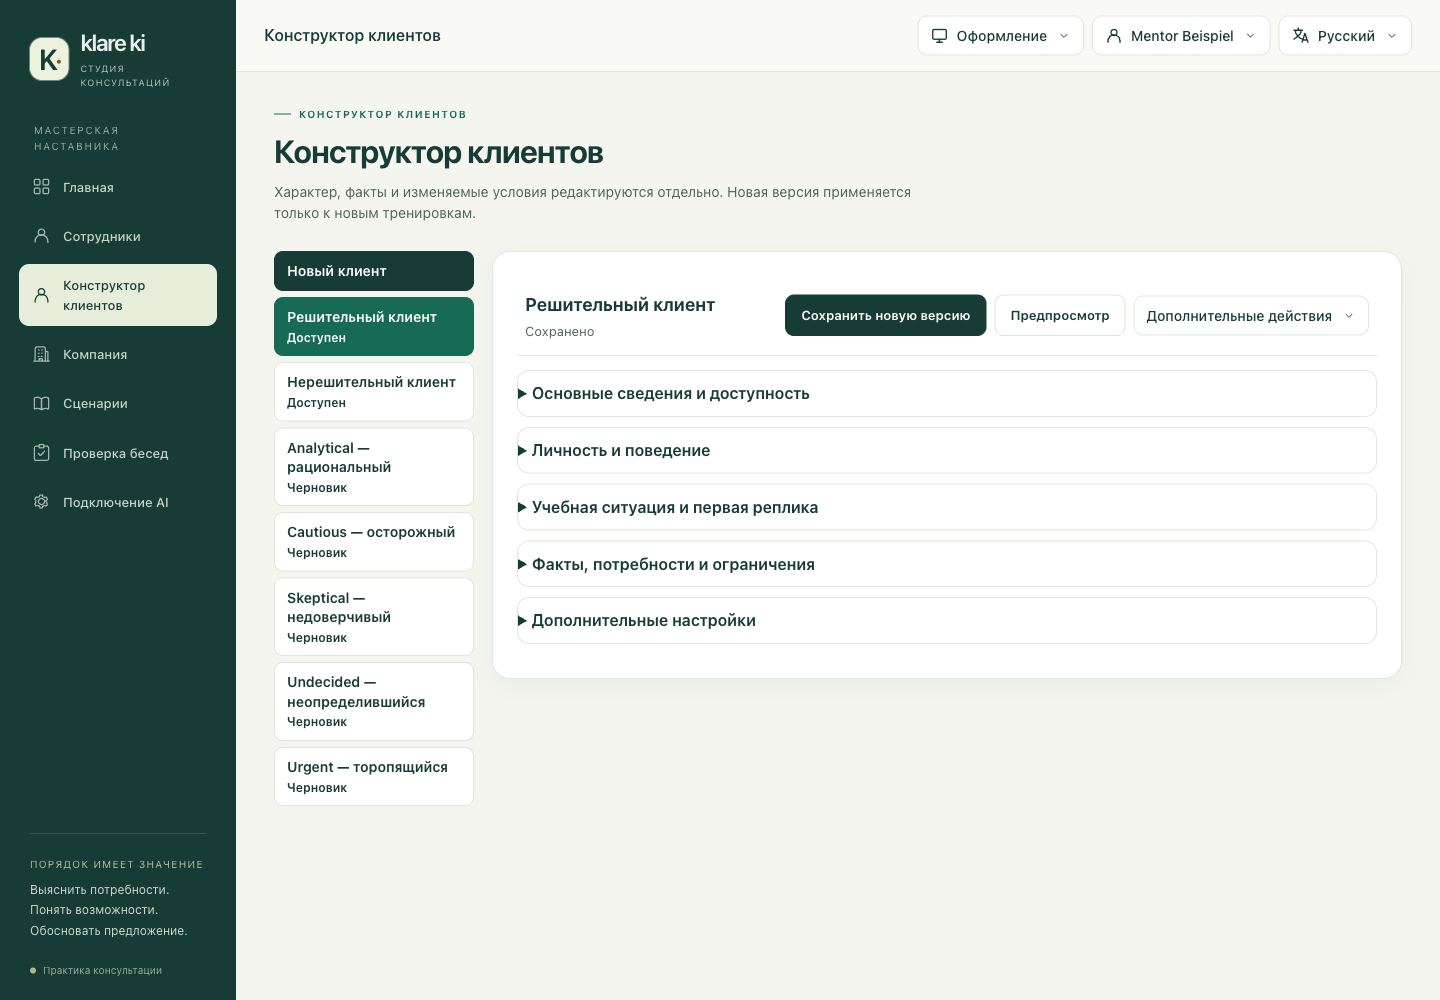 K
klare ki
СТУДИЯ
КОНСУЛЬТАЦИЙ
МАСТЕРСКАЯ
НАСТАВНИКА
Главная
Сотрудники
Конструктор
клиентов
Компания
Сценарии
Проверка бесед
Подключение AI
ПОРЯДОК ИМЕЕТ ЗНАЧЕНИЕ
Выяснить потребности.
Понять возможности.
Обосновать предложение.
Практика консультации
Конструктор клиентов
Оформление
Mentor Beispiel
Русский
КОНСТРУКТОР КЛИЕНТОВ
Конструктор клиентов
Характер, факты и изменяемые условия редактируются отдельно. Новая версия применяется
только к новым тренировкам.
Новый клиент
Решительный клиент
Доступен
Нерешительный клиент
Доступен
Analytical —
рациональный
Черновик
Cautious — осторожный
Черновик
Skeptical —
недоверчивый
Черновик
Undecided —
неопределившийся
Черновик
Urgent — торопящийся
Черновик
Решительный клиент
Сохранено
Сохранить новую версию
Предпросмотр
Дополнительные действия
Основные сведения и доступность
Личность и поведение
Учебная ситуация и первая реплика
Факты, потребности и ограничения
Дополнительные настройки